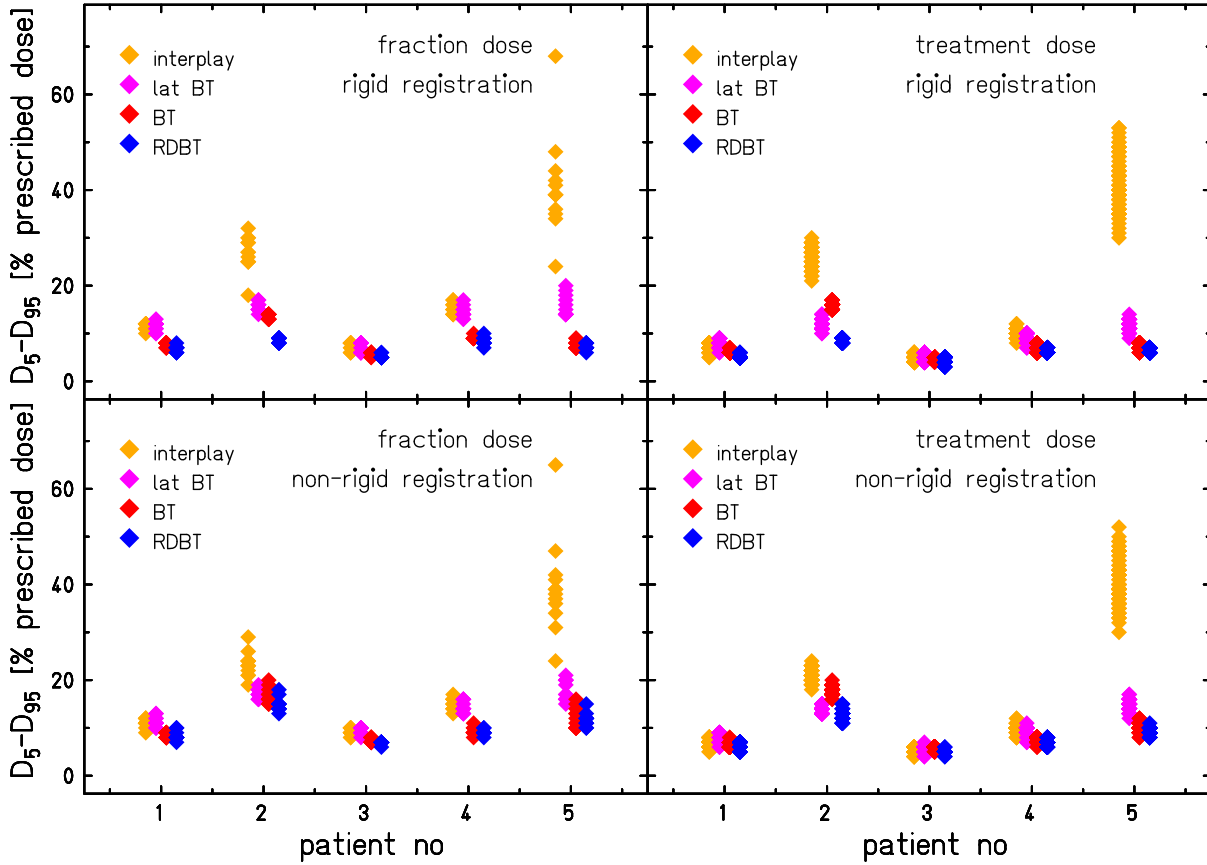 D5-D95 [% prescribed dose]
60
40
20
0
interplay
lat BT
BT
RDBT
fraction dose
rigid registration
interplay
lat BT
BT
RDBT
treatment dose
rigid registration
D5-D95 [% prescribed dose]
60
40
20
0
interplay
lat BT
BT
RDBT
fraction dose
non-rigid registration
interplay
lat BT
BT
RDBT
treatment dose
non-rigid registration
1 2 3 4 5
patient no
1 2 3 4 5
patient no